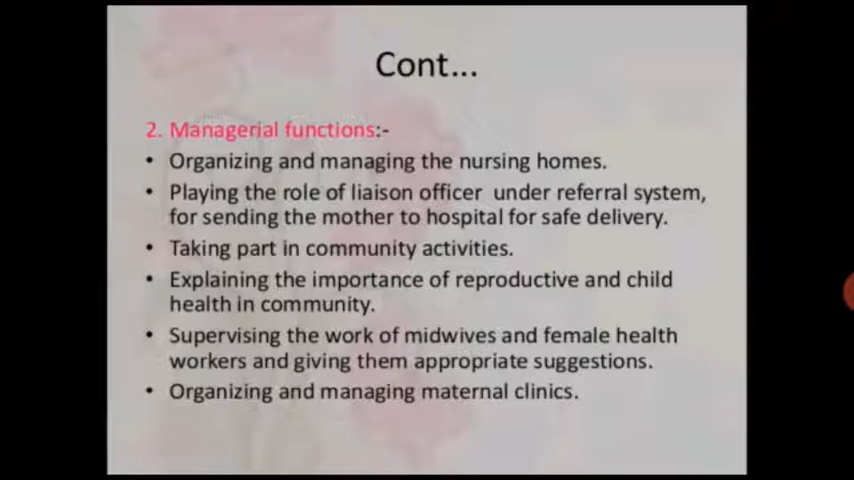 Cont...
2. Managerial functions:-
• Organizing and managing the nursing homes.
• Playing the role of liaison officer under referral system,
for sending the mother to hospital for safe delivery.
• Taking part in community activities.
• Explaining the importance of reproductive and child
health in community.
• Supervising the work of midwives and female health
workers and giving them appropriate suggestions.
• Organizing and managing maternal clinics.